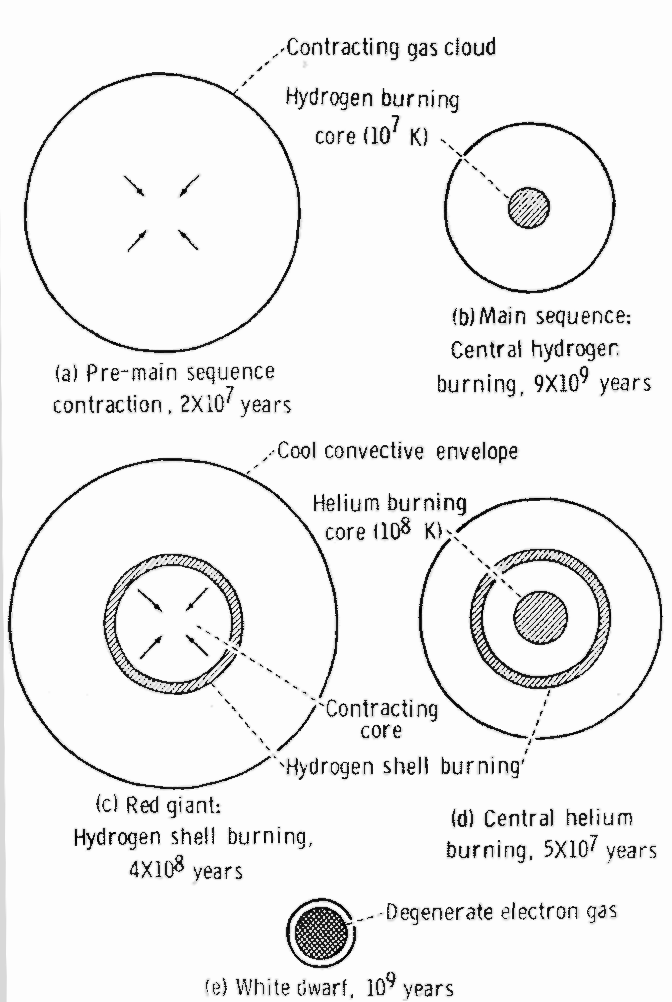 Contracting gas cloud
Hydrogen burning
core (10⁷ K)
(a) Pre-main sequence
contraction, 2X10⁷ years
(b) Main sequence:
Central hydrogen
burning, 9X10⁹ years
Cool convective envelope
Helium burning
core (10⁸ K)
Contracting
core
Hydrogen shell burning
(c) Red giant:
Hydrogen shell burning,
4X10⁸ years
(d) Central helium
burning, 5X10⁷ years
Degenerate electron gas
(e) White dwarf, 10⁹ years